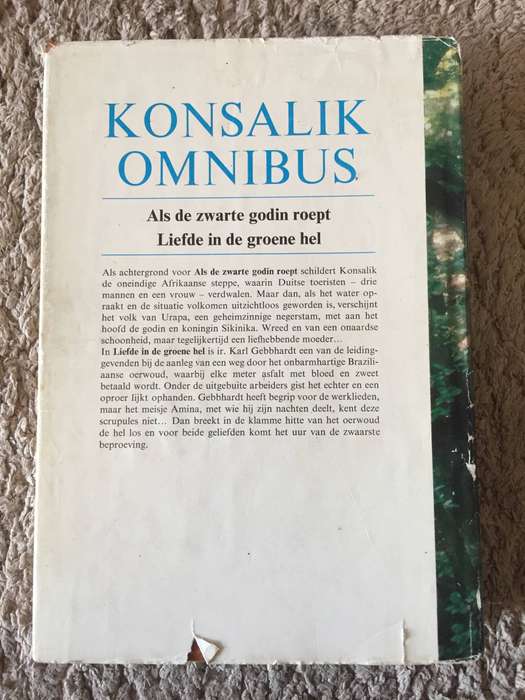 KONSALIK
OMNIBUS
Als de zwarte godin roept
Liefde in de groene hel
Als achtergrond voor Als de zwarte godin roept schildert Konsalik
de oneindige Afrikaanse steppe, waarin Duitse toeristen – drie
mannen en een vrouw – verdwalen. Maar dan, als het water op-
raakt en de situatie volkomen uitzichtloos geworden is, verschijnt
het volk van Urapa, een geheimzinnige negerstam, met aan het
hoofd de godin en koningin Sikinika. Wreed en van een onaardse
schoonheid, maar tegelijkertijd een liefhebbende moeder...
In Liefde in de groene hel is ir. Karl Gebbhardt een van de leiding-
gevenden bij de aanleg van een weg door het onbarmhartige Brazili-
aanse oerwoud, waarbij elke meter asfalt met bloed en zweet
betaald wordt. Onder de uitgebuite arbeiders gist het echter en een
oproer lijkt ophanden. Gebbhardt heeft begrip voor de werklieden,
maar het meisje Amina, met wie hij zijn nachten deelt, kent deze
scrupules niet... Dan breekt in de klamme hitte van het oerwoud
de hel los en voor beide geliefden komt het uur van de zwaarste
beproeving.